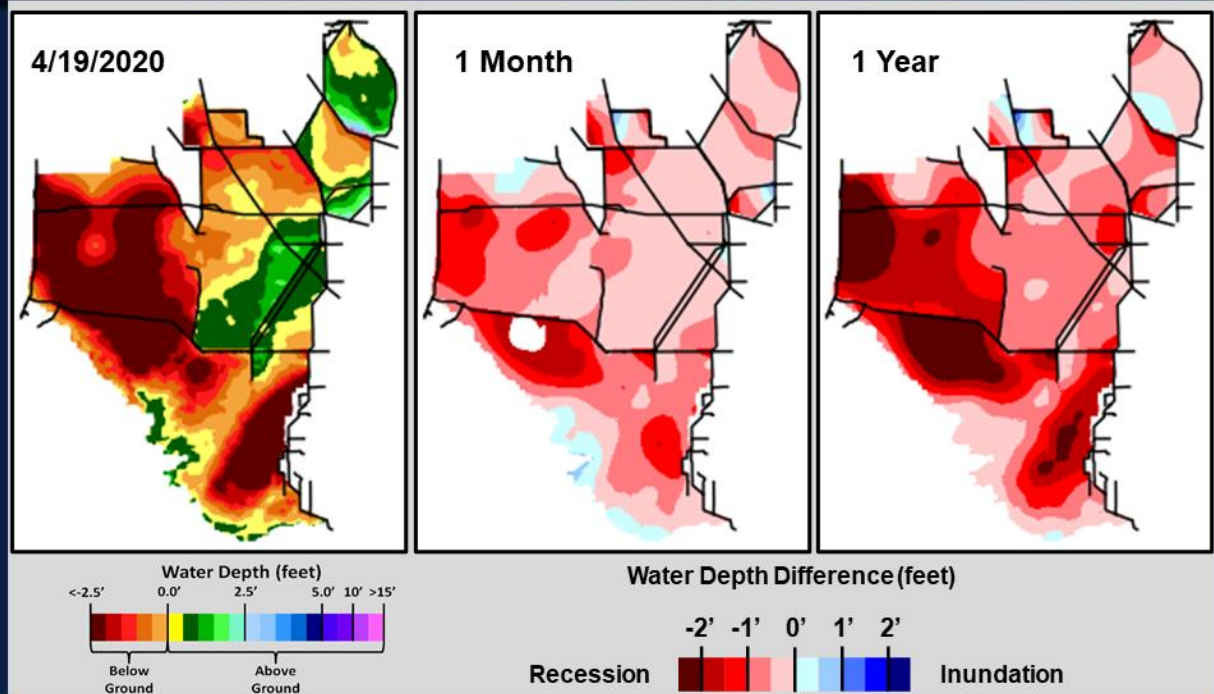 4/19/2020
1 Month
1 Year
Water Depth (feet)
<-2.5' 0.0' 2.5' 5.0' 10' >15'
Below
Ground
Above
Ground
Water Depth Difference (feet)
-2' -1' 0' 1' 2'
Recession
Inundation